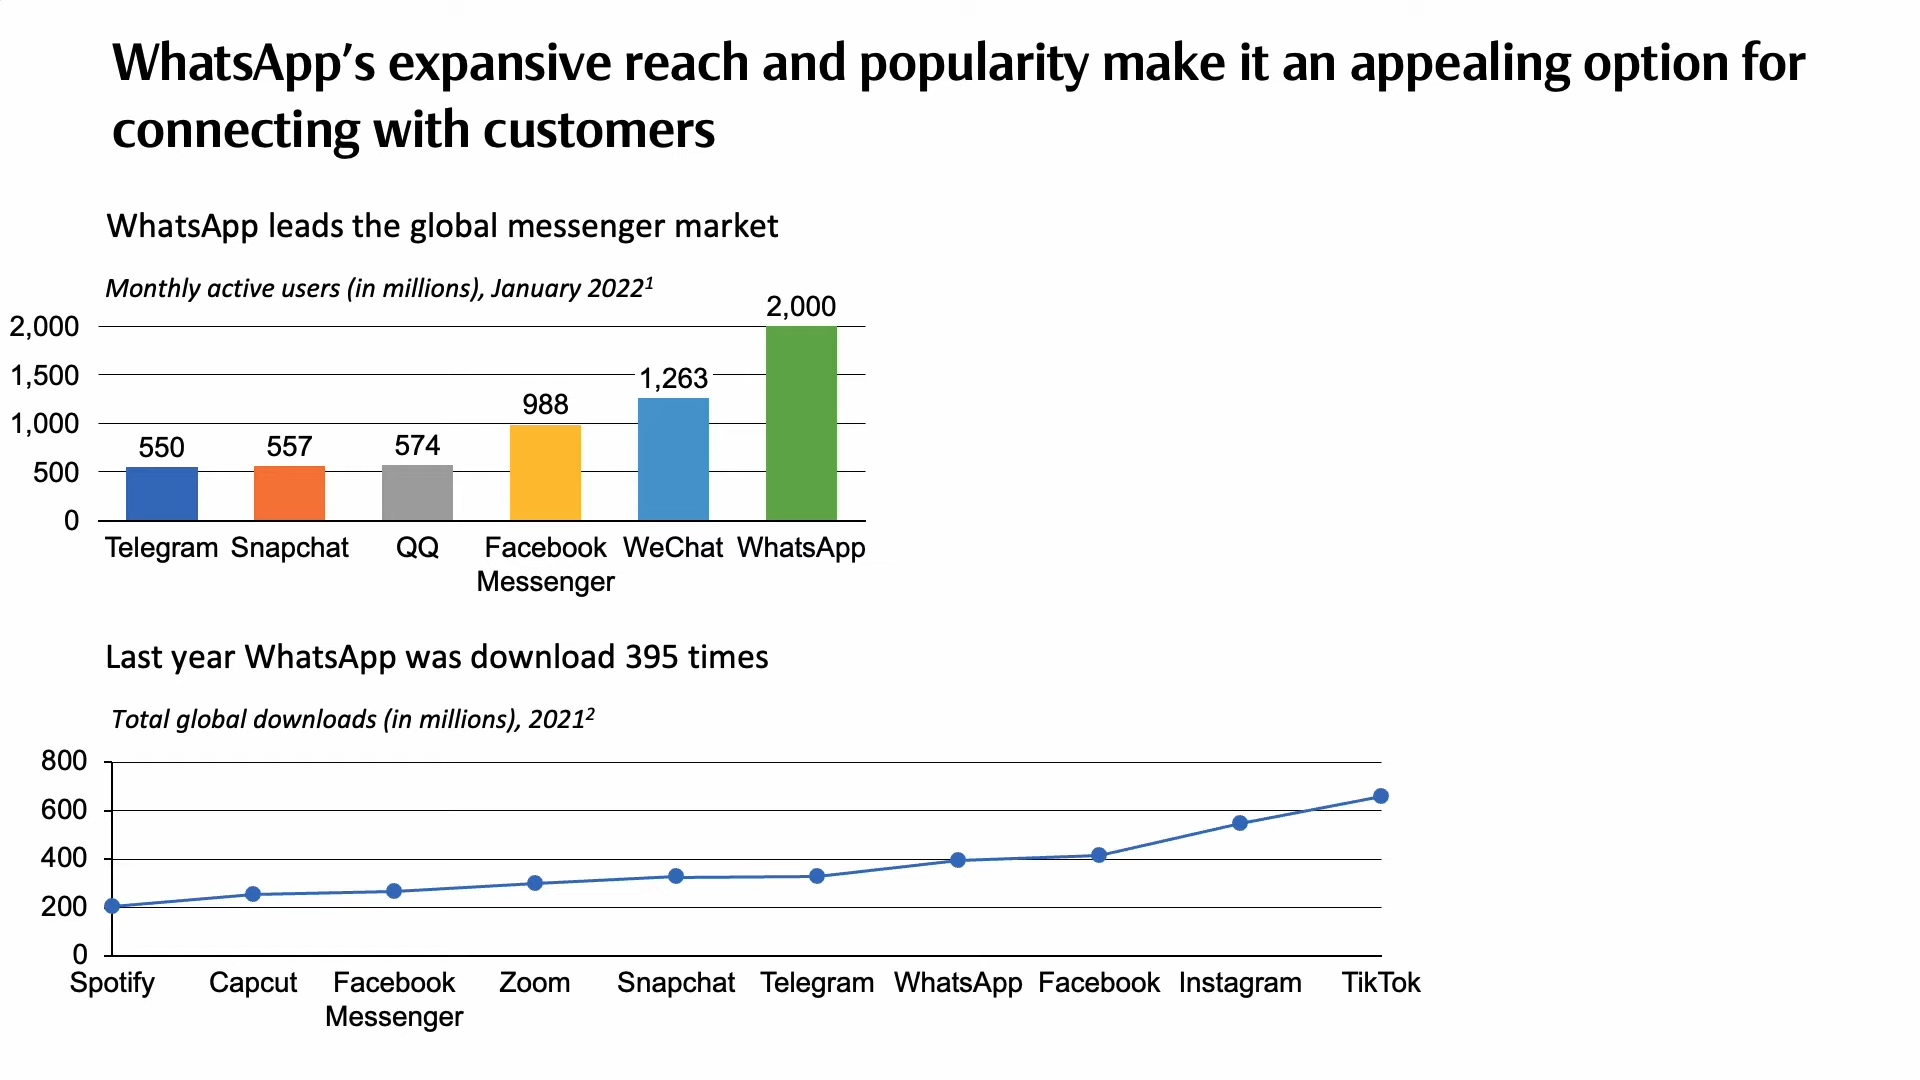 WhatsApp’s expansive reach and popularity make it an appealing option for
connecting with customers
WhatsApp leads the global messenger market
Monthly active users (in millions), January 2022¹
2,000
1,500
1,000
500
0
550
557
574
988
1,263
2,000
Telegram Snapchat QQ Facebook WeChat WhatsApp
Messenger
Last year WhatsApp was download 395 times
Total global downloads (in millions), 2021²
800
600
400
200
0
Spotify Capcut Facebook Zoom Snapchat Telegram WhatsApp Facebook Instagram TikTok
Messenger